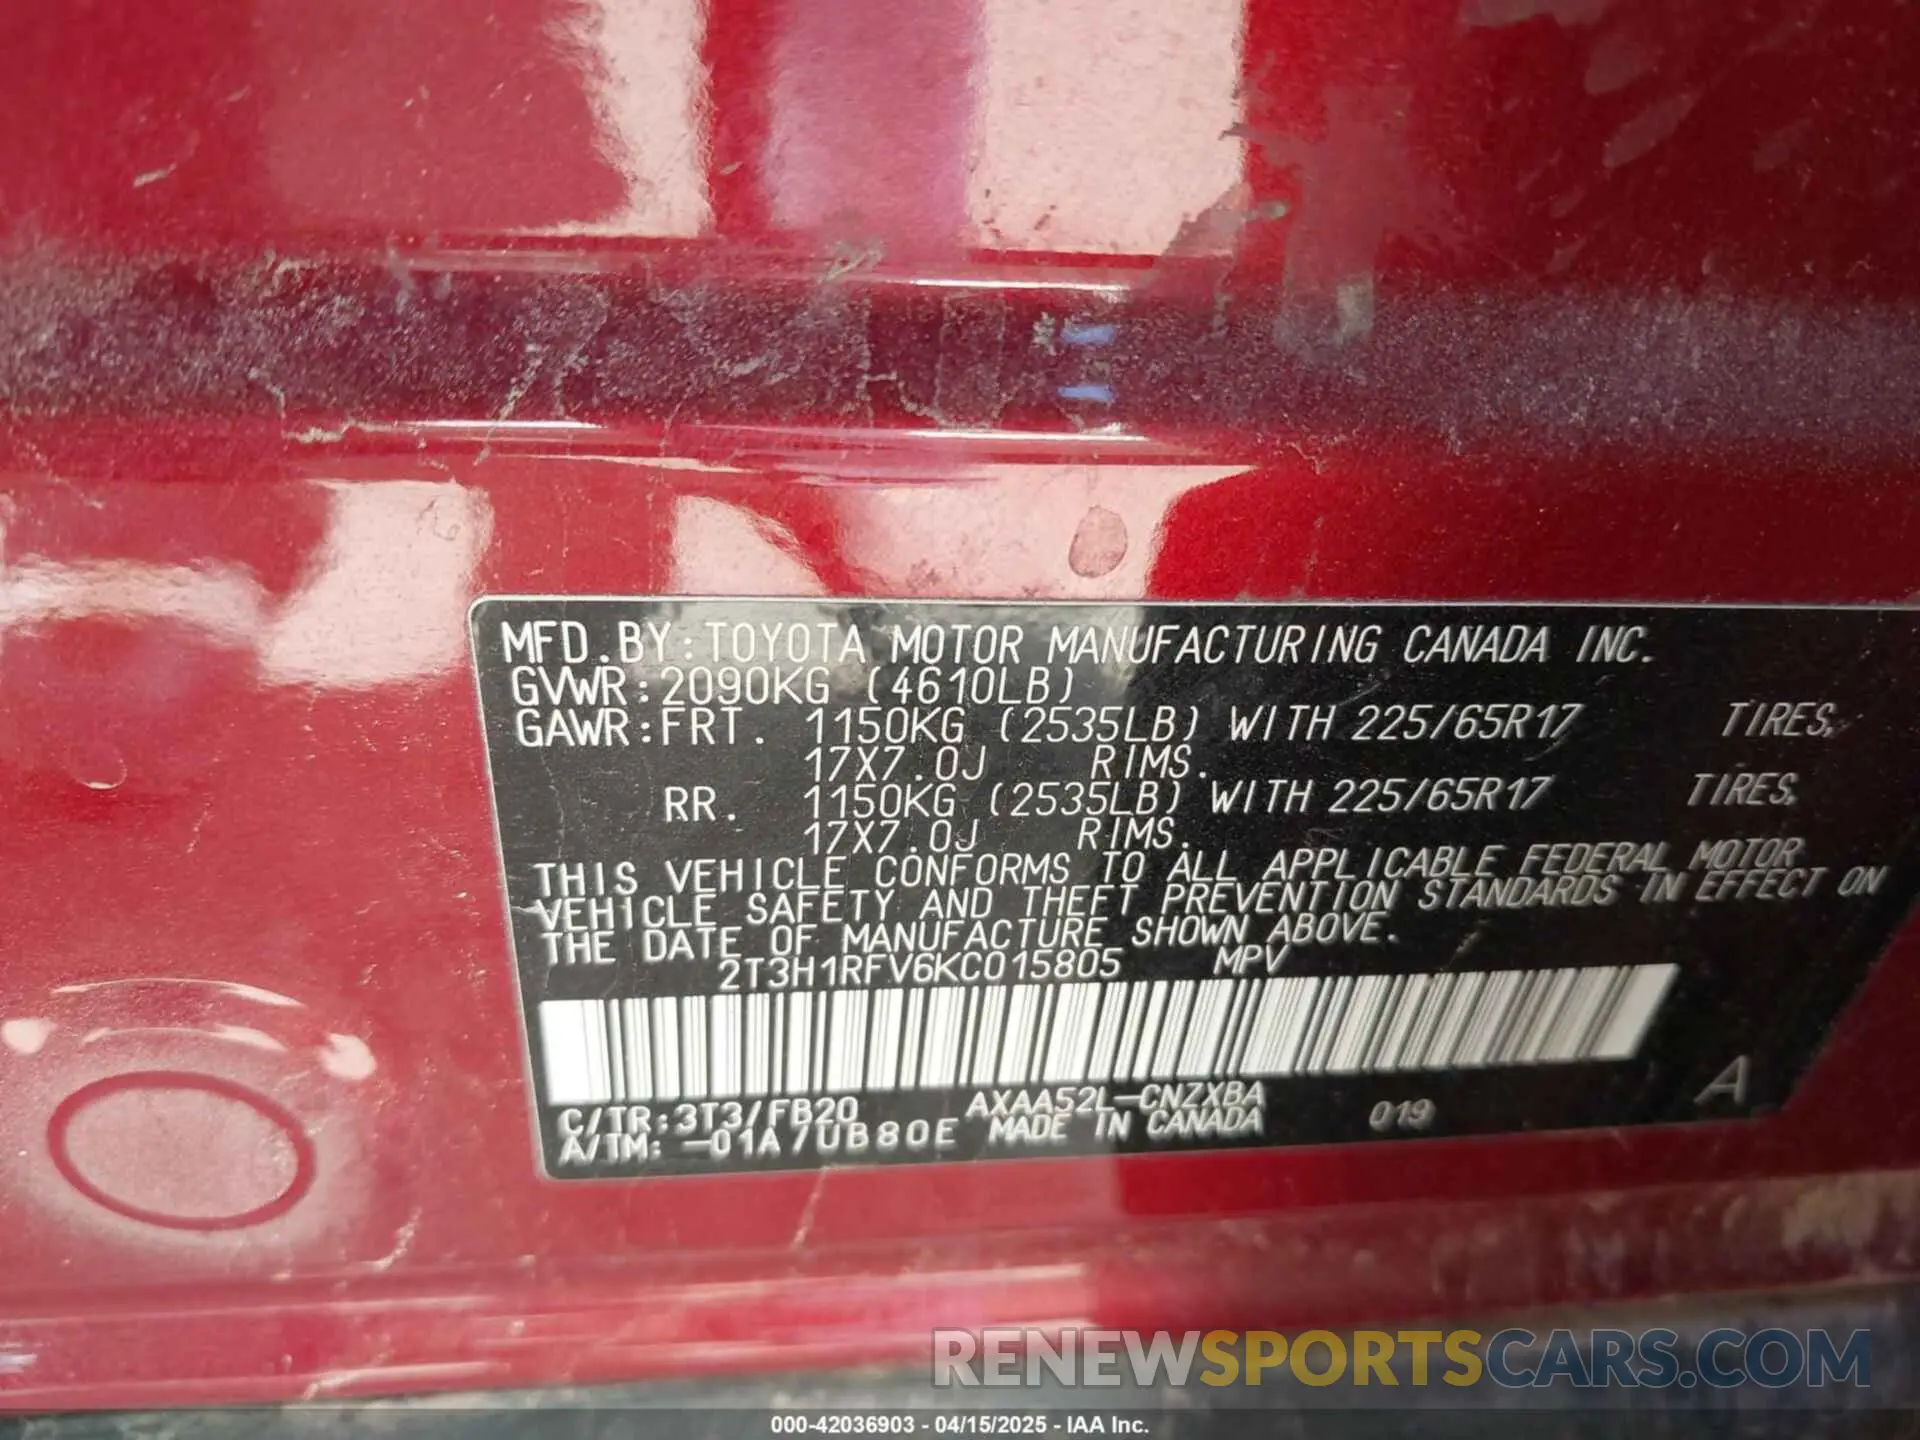 MFD.BY:TOYOTA MOTOR MANUFACTURING CANADA INC.
GVWR:2090KG (4610LB)
GAWR:FRT. 1150KG (2535LB) WITH 225/65R17 TIRES,
17X7.0J RIMS.
RR. 1150KG (2535LB) WITH 225/65R17 TIRES,
17X7.0J RIMS.
THIS VEHICLE CONFORMS TO ALL APPLICABLE FEDERAL MOTOR
VEHICLE SAFETY AND THEFT PREVENTION STANDARDS IN EFFECT ON
THE DATE OF MANUFACTURE SHOWN ABOVE.
2T3H1RFV6KC015805 MPV
C/TR:3T3/FB20 AXAA52L-CNZXBA 019 A
A/TM: -01A/UB80E MADE IN CANADA
RENEWSPORTSCARS.COM
000-42036903 - 04/15/2025 - IAA Inc.